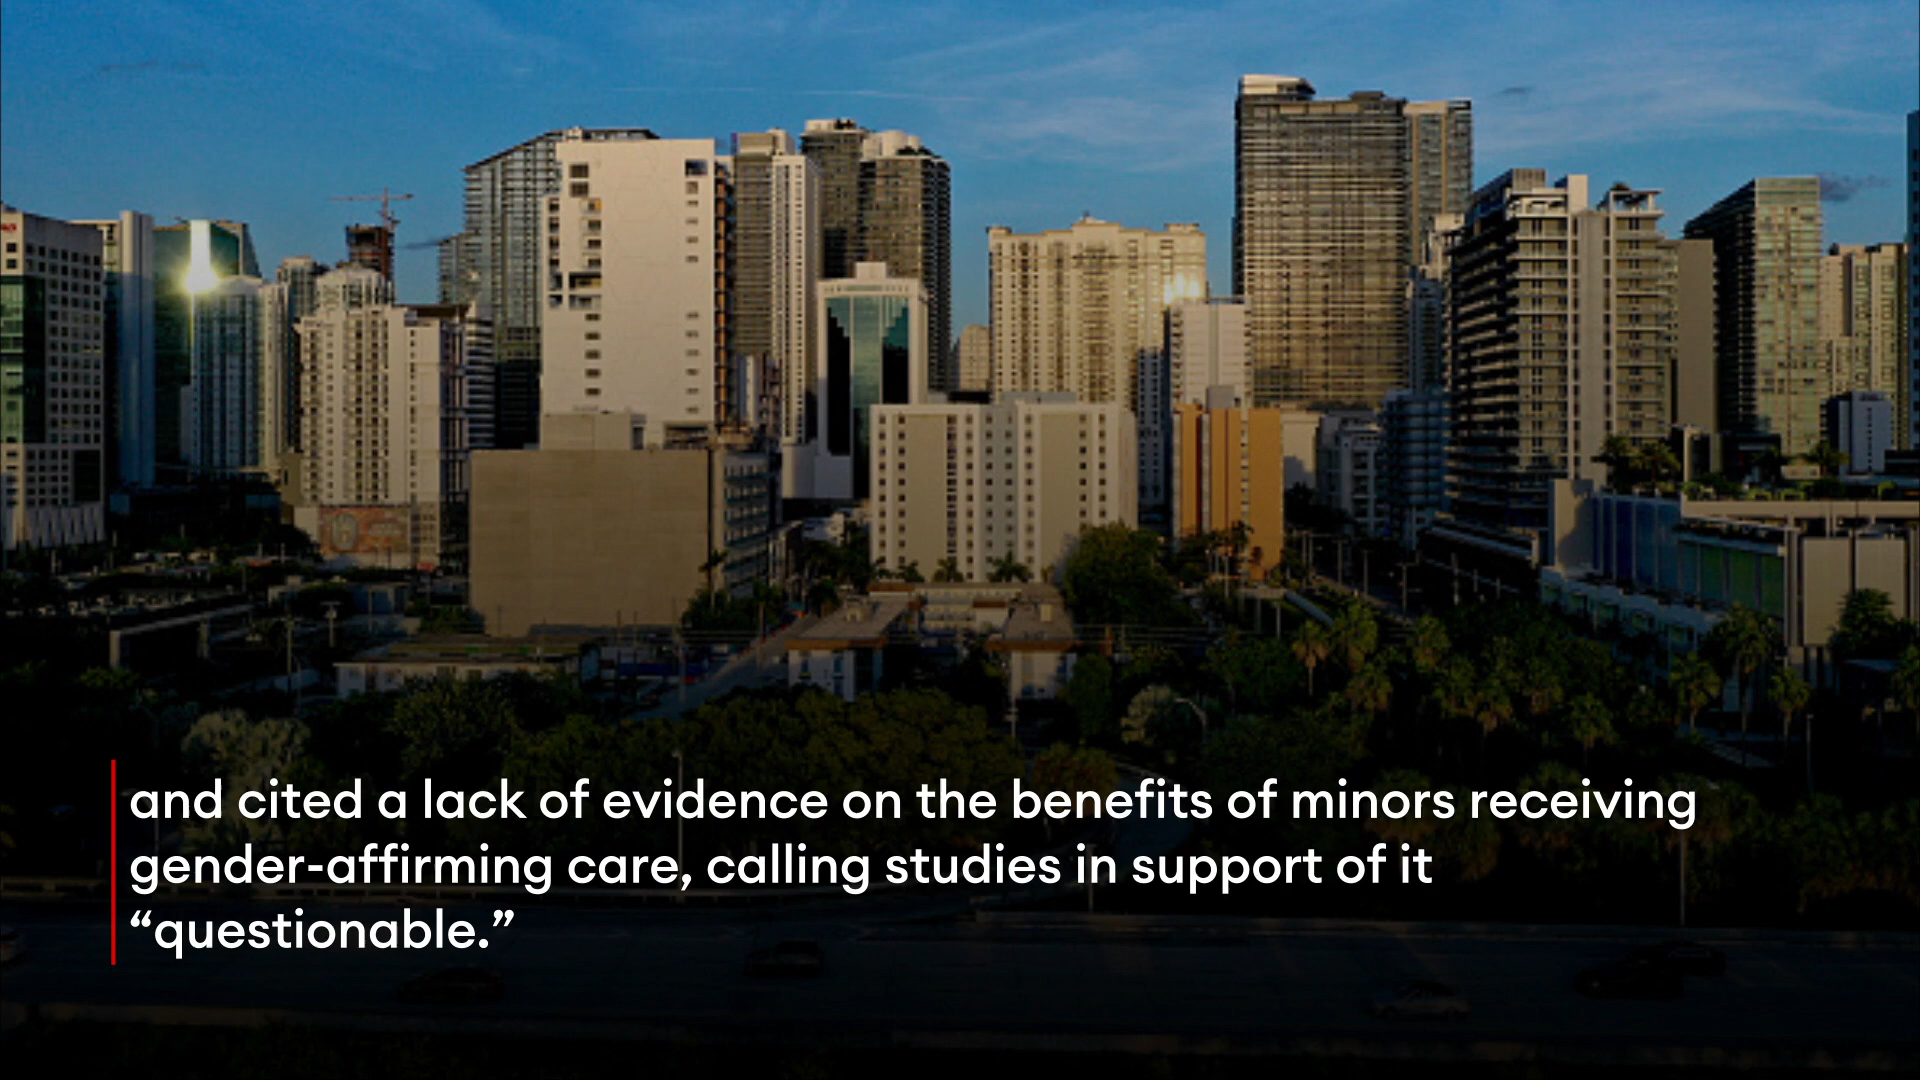 and cited a lack of evidence on the benefits of minors receiving
gender-affirming care, calling studies in support of it
“questionable.”